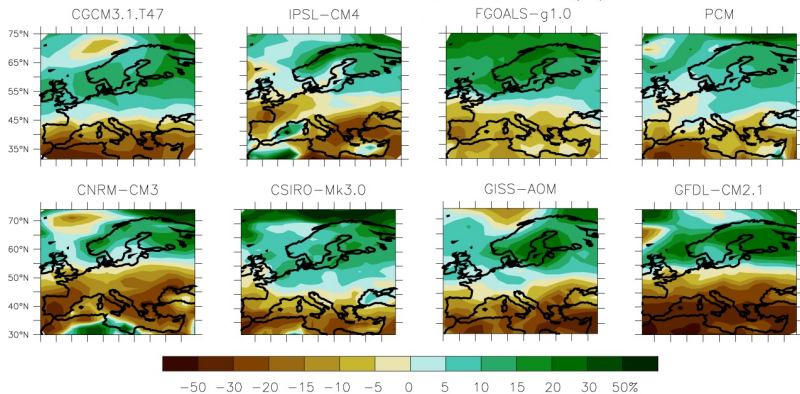 CGCM3.1.T47 IPSL-CM4 FGOALS-g1.0 PCM
75°N
65°N
55°N
45°N
35°N
CNRM-CM3 CSIRO-Mk3.0 GISS-AOM GFDL-CM2.1
70°N
60°N
50°N
40°N
30°N
-50 -30 -20 -15 -10 -5 0 5 10 15 20 30 50%